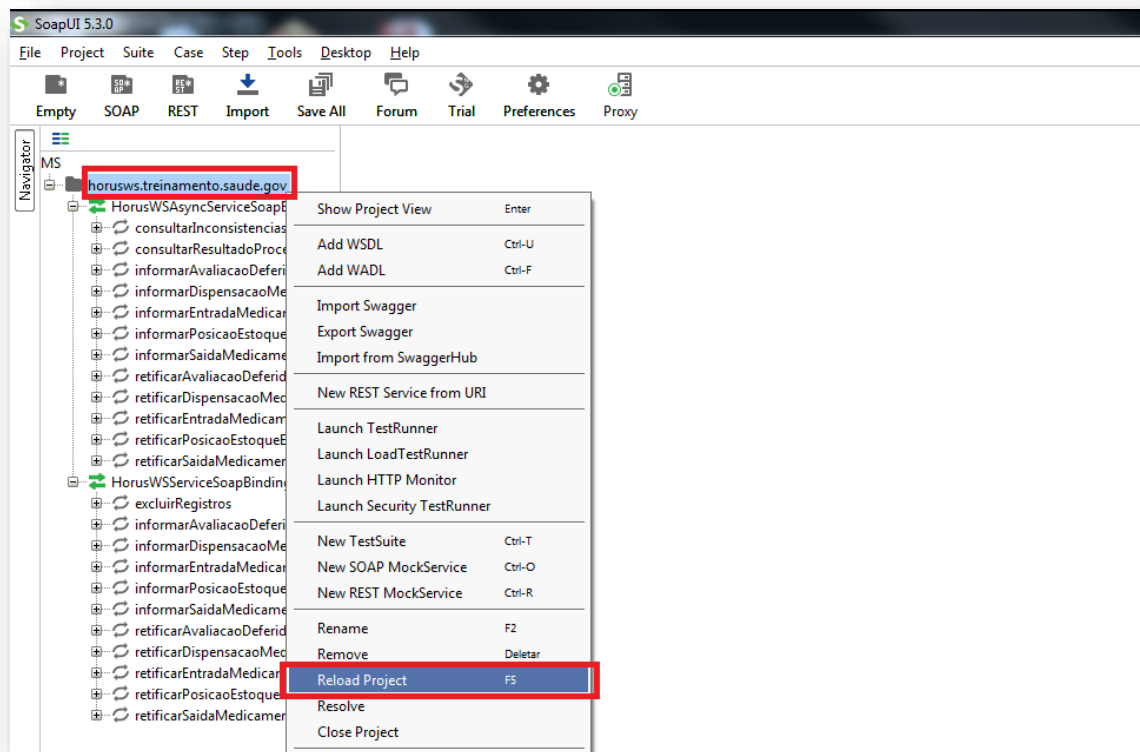 SoapUI 5.3.0
File Project Suite Case Step Tools Desktop Help
Empty SOAP REST Import Save All Forum Trial Preferences Proxy
Navigator
MS
horusws.treinamento.saude.gov
HorusWSAsyncServiceSoapB
consultarInconsistencias
consultarResultadoProce
informarAvaliacaoDeferi
informarDispensacaoMe
informarEntradaMedicar
informarPosicaoEstoque
informarSaidaMedicame
retificarAvaliacaoDeferid
retificarDispensacaoMed
retificarEntradaMedicam
retificarPosicaoEstoqueE
retificarSaidaMedicamer
HorusWSServiceSoapBinding
excluirRegistros
informarAvaliacaoDeferi
informarDispensacaoMe
informarEntradaMedicar
informarPosicaoEstoque
informarSaidaMedicame
retificarAvaliacaoDeferid
retificarDispensacaoMed
retificarEntradaMedicar
retificarPosicaoEstoque
retificarSaidaMedicamer
Show Project View Enter
Add WSDL Ctrl-U
Add WADL Ctrl-F
Import Swagger
Export Swagger
Import from SwaggerHub
New REST Service from URI
Launch TestRunner
Launch LoadTestRunner
Launch HTTP Monitor
Launch Security TestRunner
New TestSuite Ctrl-T
New SOAP MockService Ctrl-O
New REST MockService Ctrl-R
Rename F2
Remove Deletar
Reload Project F5
Resolve
Close Project